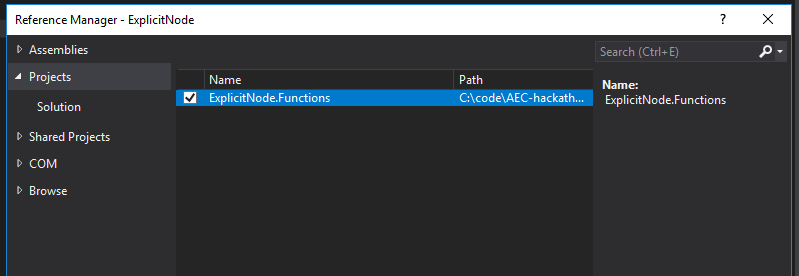 Reference Manager - ExplicitNode
Assemblies
Projects
Solution
Shared Projects
COM
Browse
Name Path
ExplicitNode.Functions C:\code\AEC-hackath...
Search (Ctrl+E)
Name:
ExplicitNode.Functions